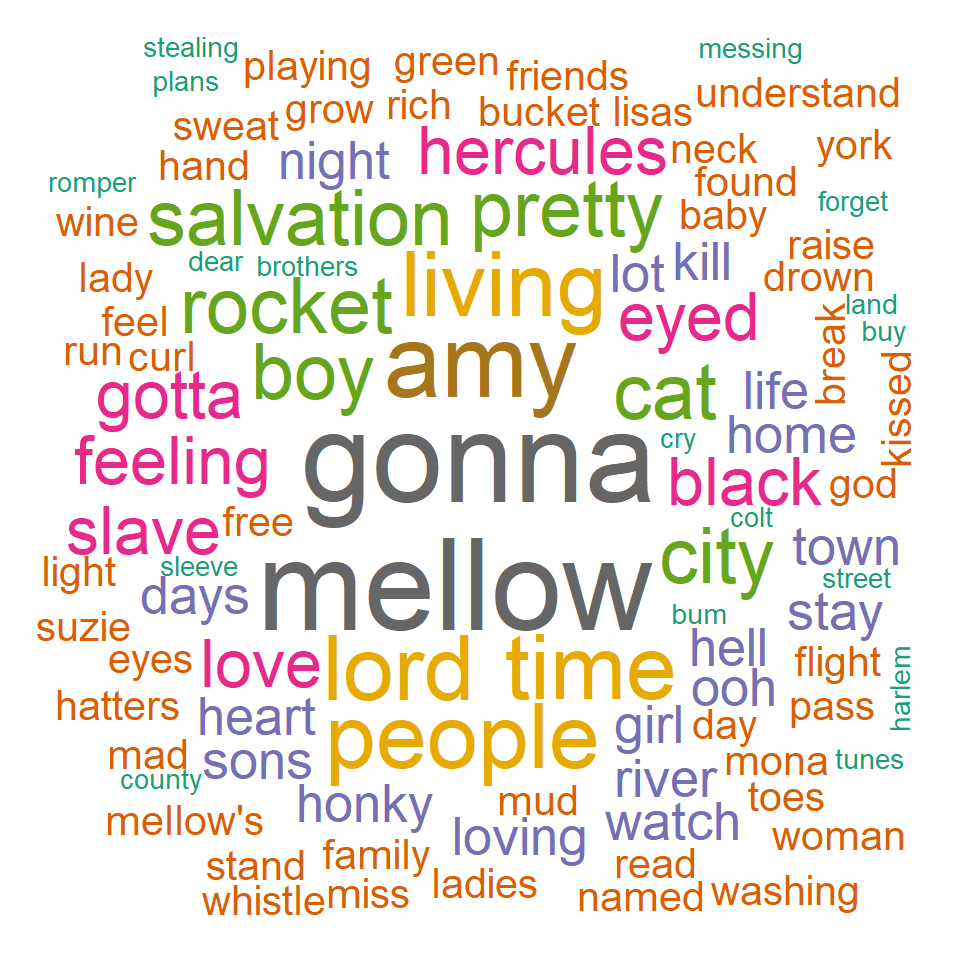 stealing
messing
playing
green
friends
plans
understand
grow
rich
bucket
lisas
sweat
york
hercules
neck
night
hand
found
romper
forget
pretty
salvation
baby
wine
raise
living
dear
brothers
lot
kill
lady
drown
rocket
land
feel
eyed
buy
amy
run
curl
break
boy
cat
life
gotta
kissed
cry
home
feeling
gonna
black
god
free
colt
slave
city
town
light
sleeve
street
days
mellow
bum
stay
suzie
hell
eyes
love
lord
time
flight
ooh
harlem
hatters
heart
people
girl
day
pass
mad
sons
mona
tunes
county
river
honky
mud
toes
mellow's
loving
watch
woman
stand
family
read
whistle
miss
ladies
named
washing